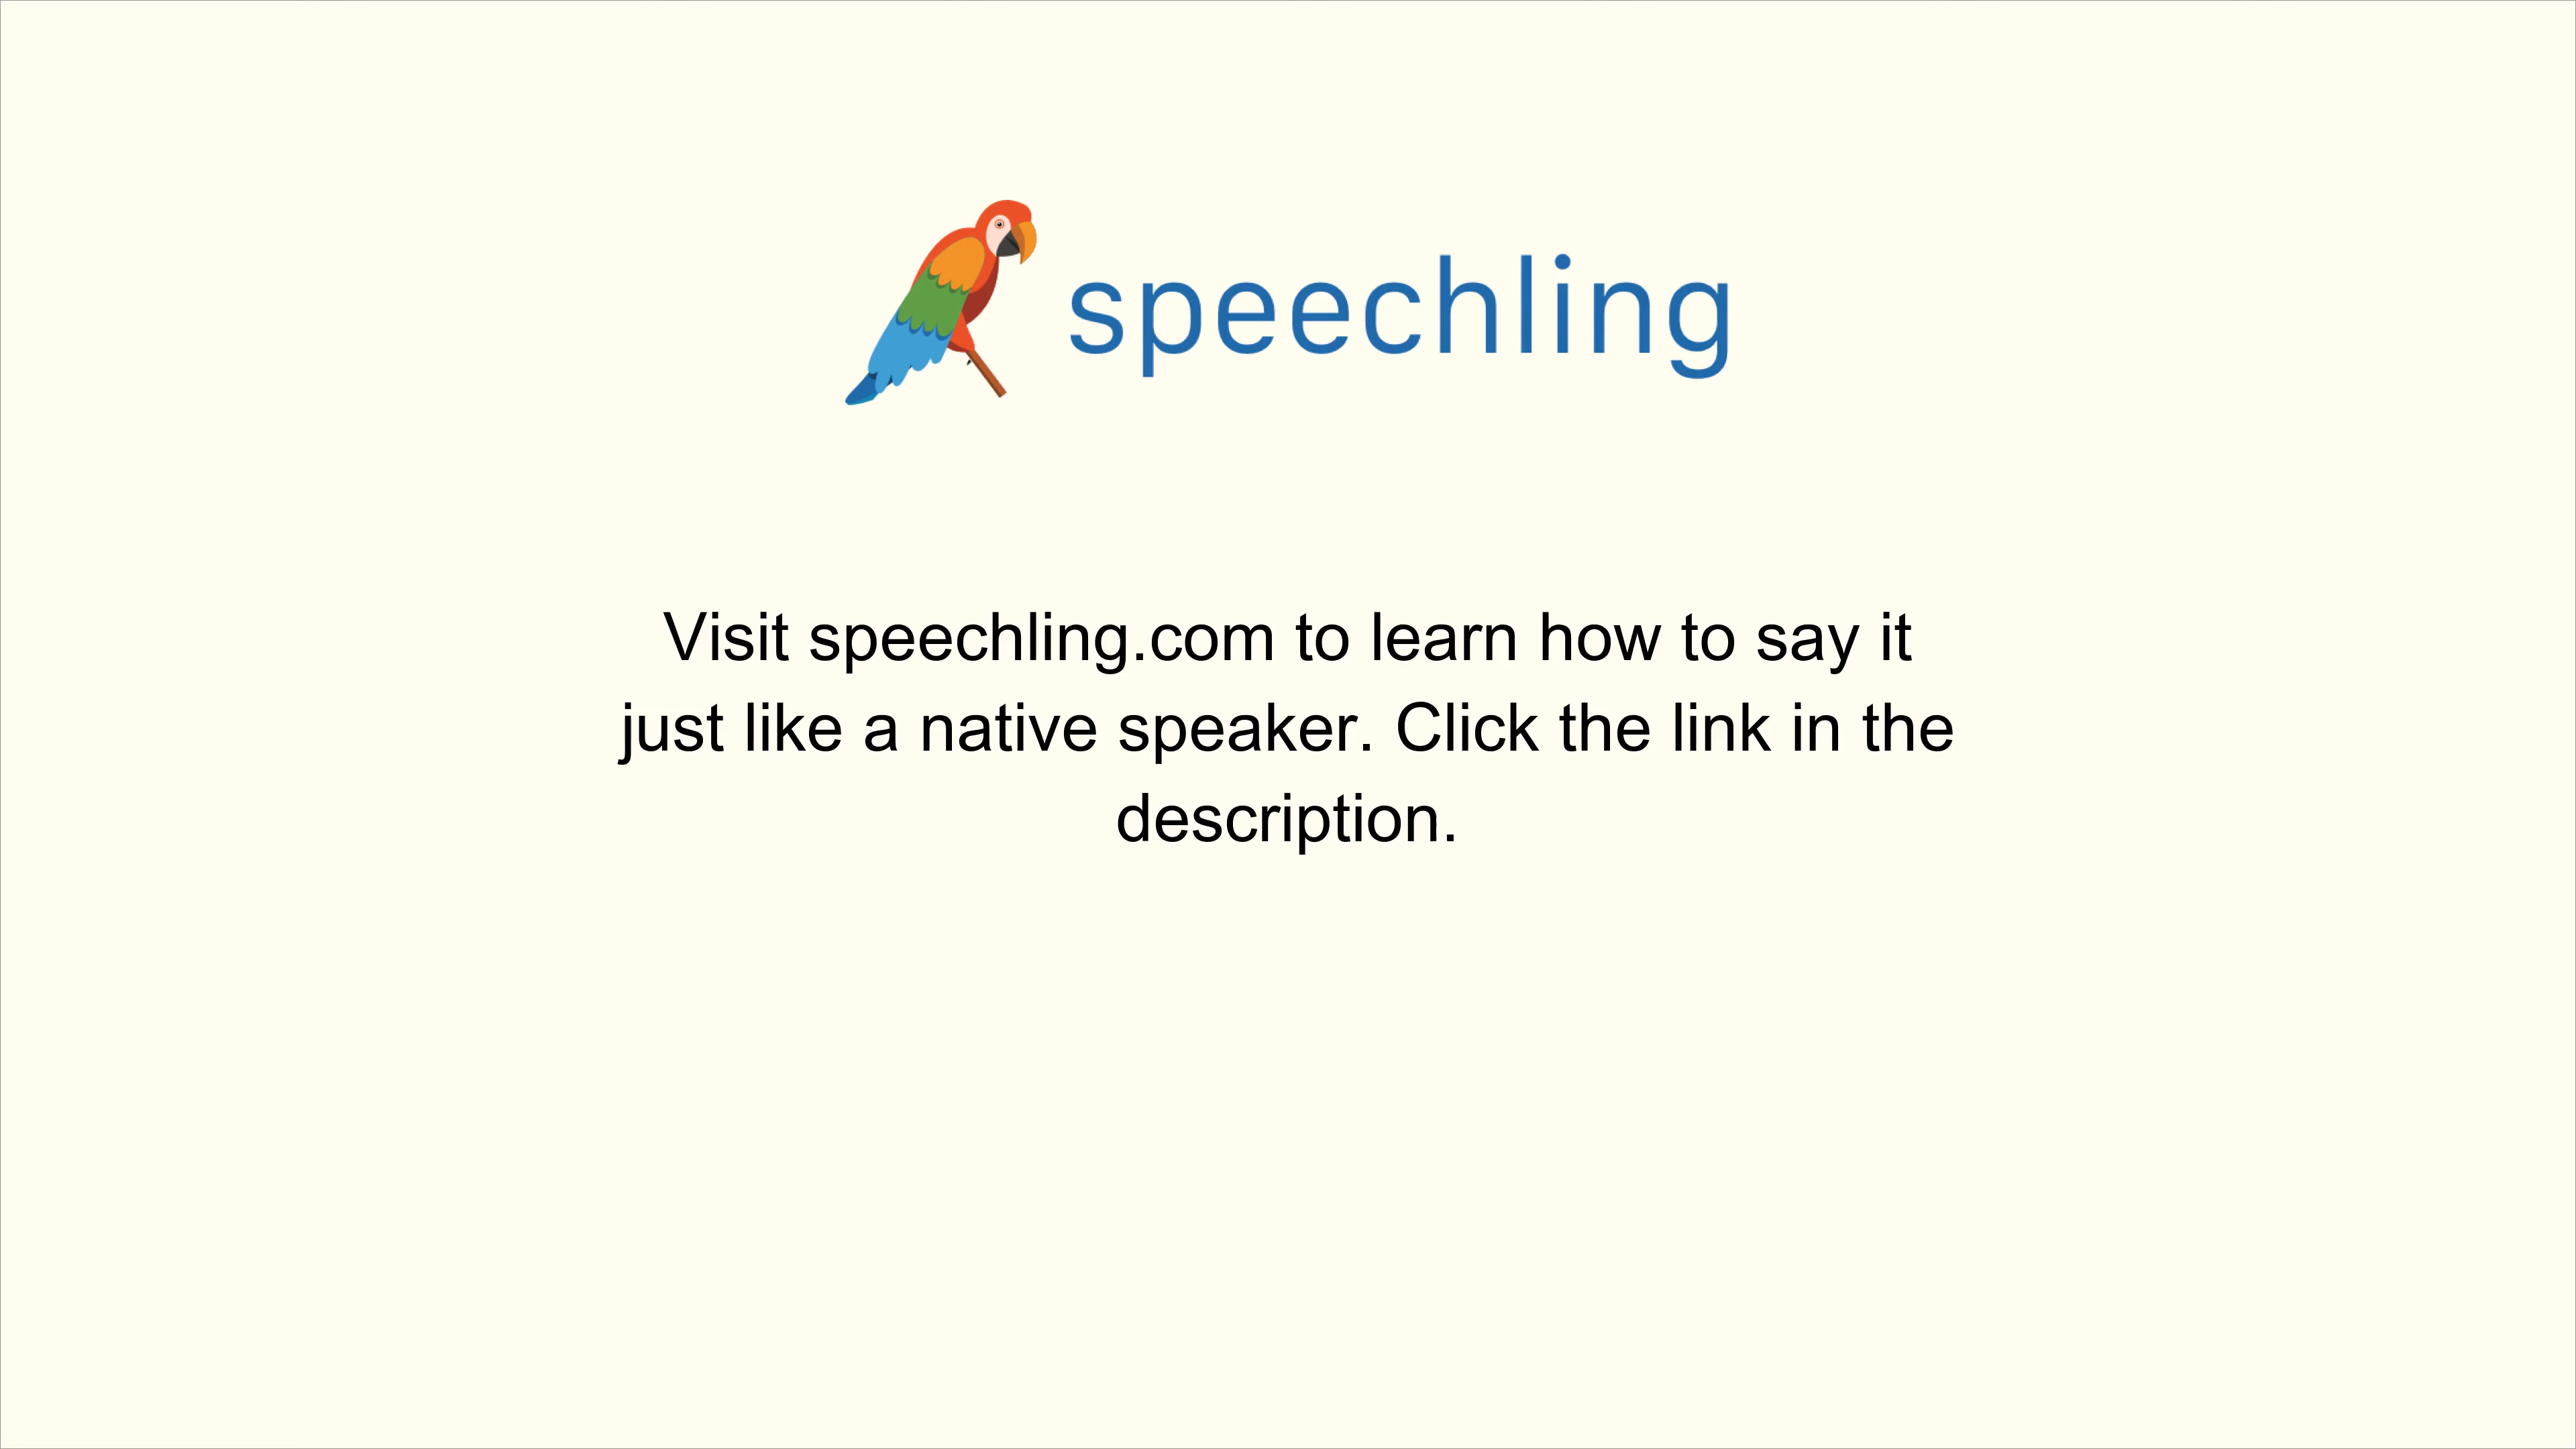 speechling
Visit speechling.com to learn how to say it
just like a native speaker. Click the link in the
description.